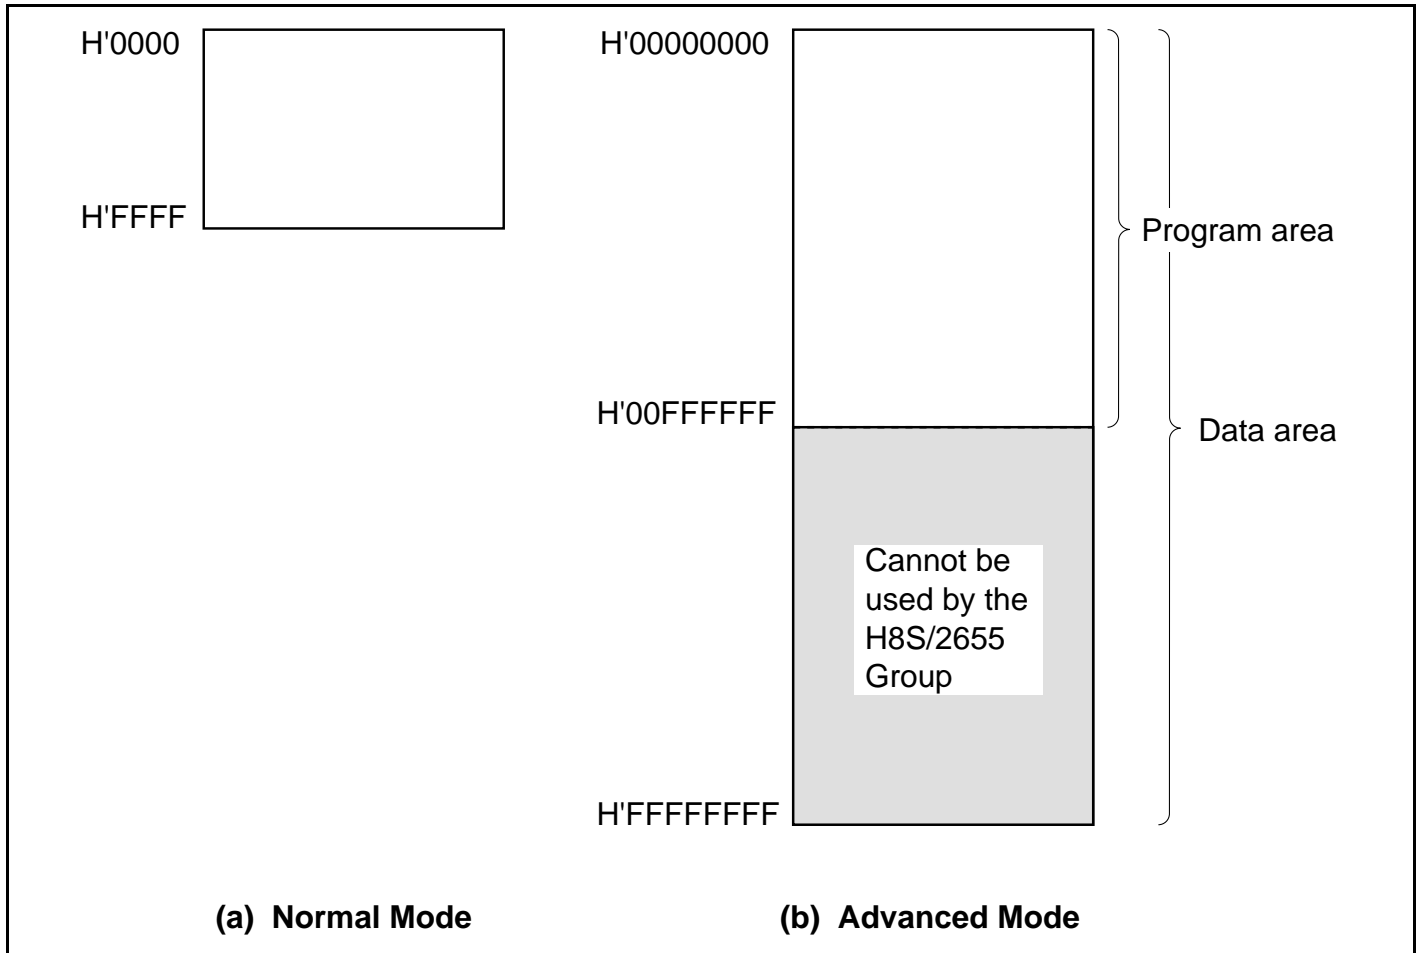 H'0000
H'FFFF
H'00000000
H'00FFFFFF
Cannot be
used by the
H8S/2655
Group
H'FFFFFFFF
Program area
Data area
(a) Normal Mode
(b) Advanced Mode